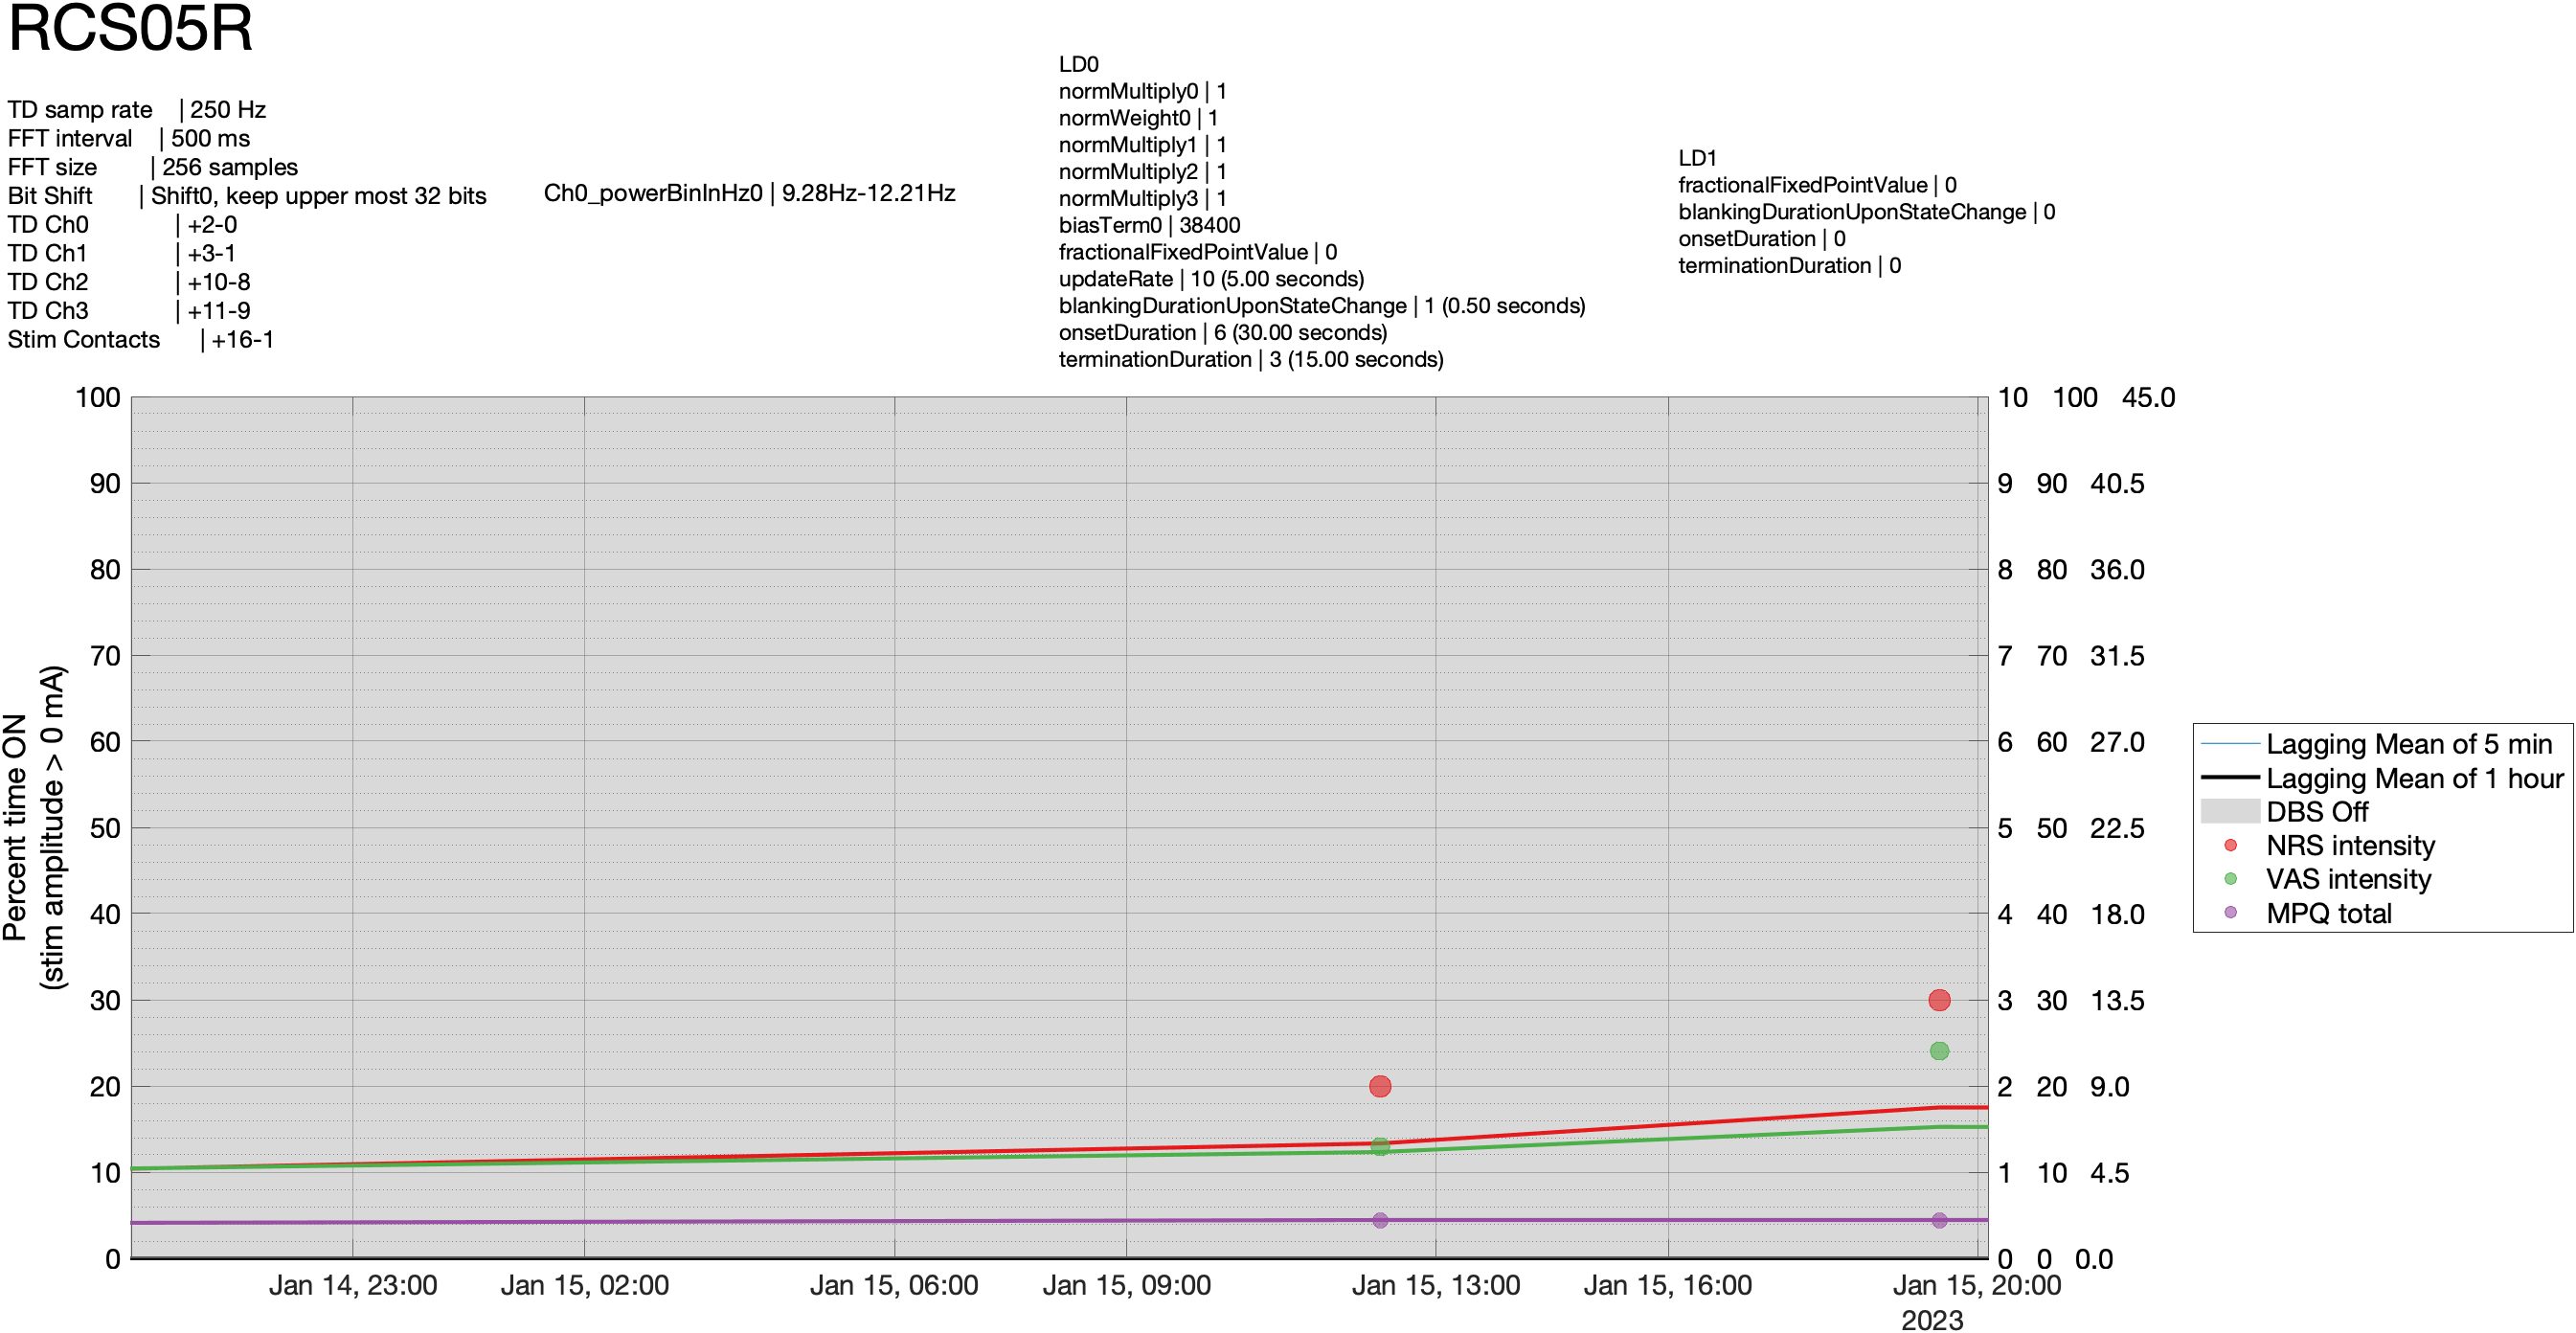 RCS05R
TD samp rate | 250 Hz
FFT interval | 500 ms
FFT size | 256 samples
Bit Shift | Shift0, keep upper most 32 bits
TD Ch0 | +2-0
TD Ch1 | +3-1
TD Ch2 | +10-8
TD Ch3 | +11-9
Stim Contacts | +16-1
Ch0_powerBinInHz0 | 9.28Hz-12.21Hz
LD0
normMultiply0 | 1
normWeight0 | 1
normMultiply1 | 1
normMultiply2 | 1
normMultiply3 | 1
biasTerm0 | 38400
fractionalFixedPointValue | 0
updateRate | 10 (5.00 seconds)
blankingDurationUponStateChange | 1 (0.50 seconds)
onsetDuration | 6 (30.00 seconds)
terminationDuration | 3 (15.00 seconds)
LD1
fractionalFixedPointValue | 0
blankingDurationUponStateChange | 0
onsetDuration | 0
terminationDuration | 0
Percent time ON
(stim amplitude > 0 mA)
100
90
80
70
60
50
40
30
20
10
0
10 100 45.0
9 90 40.5
8 80 36.0
7 70 31.5
6 60 27.0
5 50 22.5
4 40 18.0
3 30 13.5
2 20 9.0
1 10 4.5
0 0 0.0
Jan 14, 23:00 Jan 15, 02:00 Jan 15, 06:00 Jan 15, 09:00 Jan 15, 13:00 Jan 15, 16:00 Jan 15, 20:00
2023
Lagging Mean of 5 min
Lagging Mean of 1 hour
DBS Off
NRS intensity
VAS intensity
MPQ total